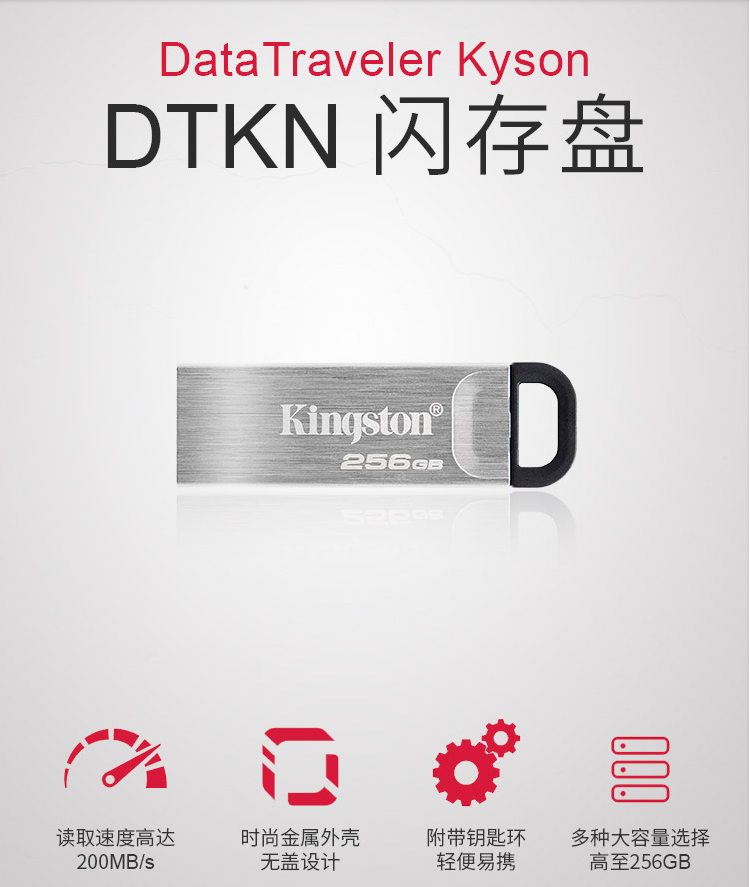 DataTraveler Kyson
DTKN 闪存盘
Kingston®
256GB
读取速度高达
200MB/s
时尚金属外壳
无盖设计
附带钥匙环
轻便易携
多种大容量选择
高至256GB